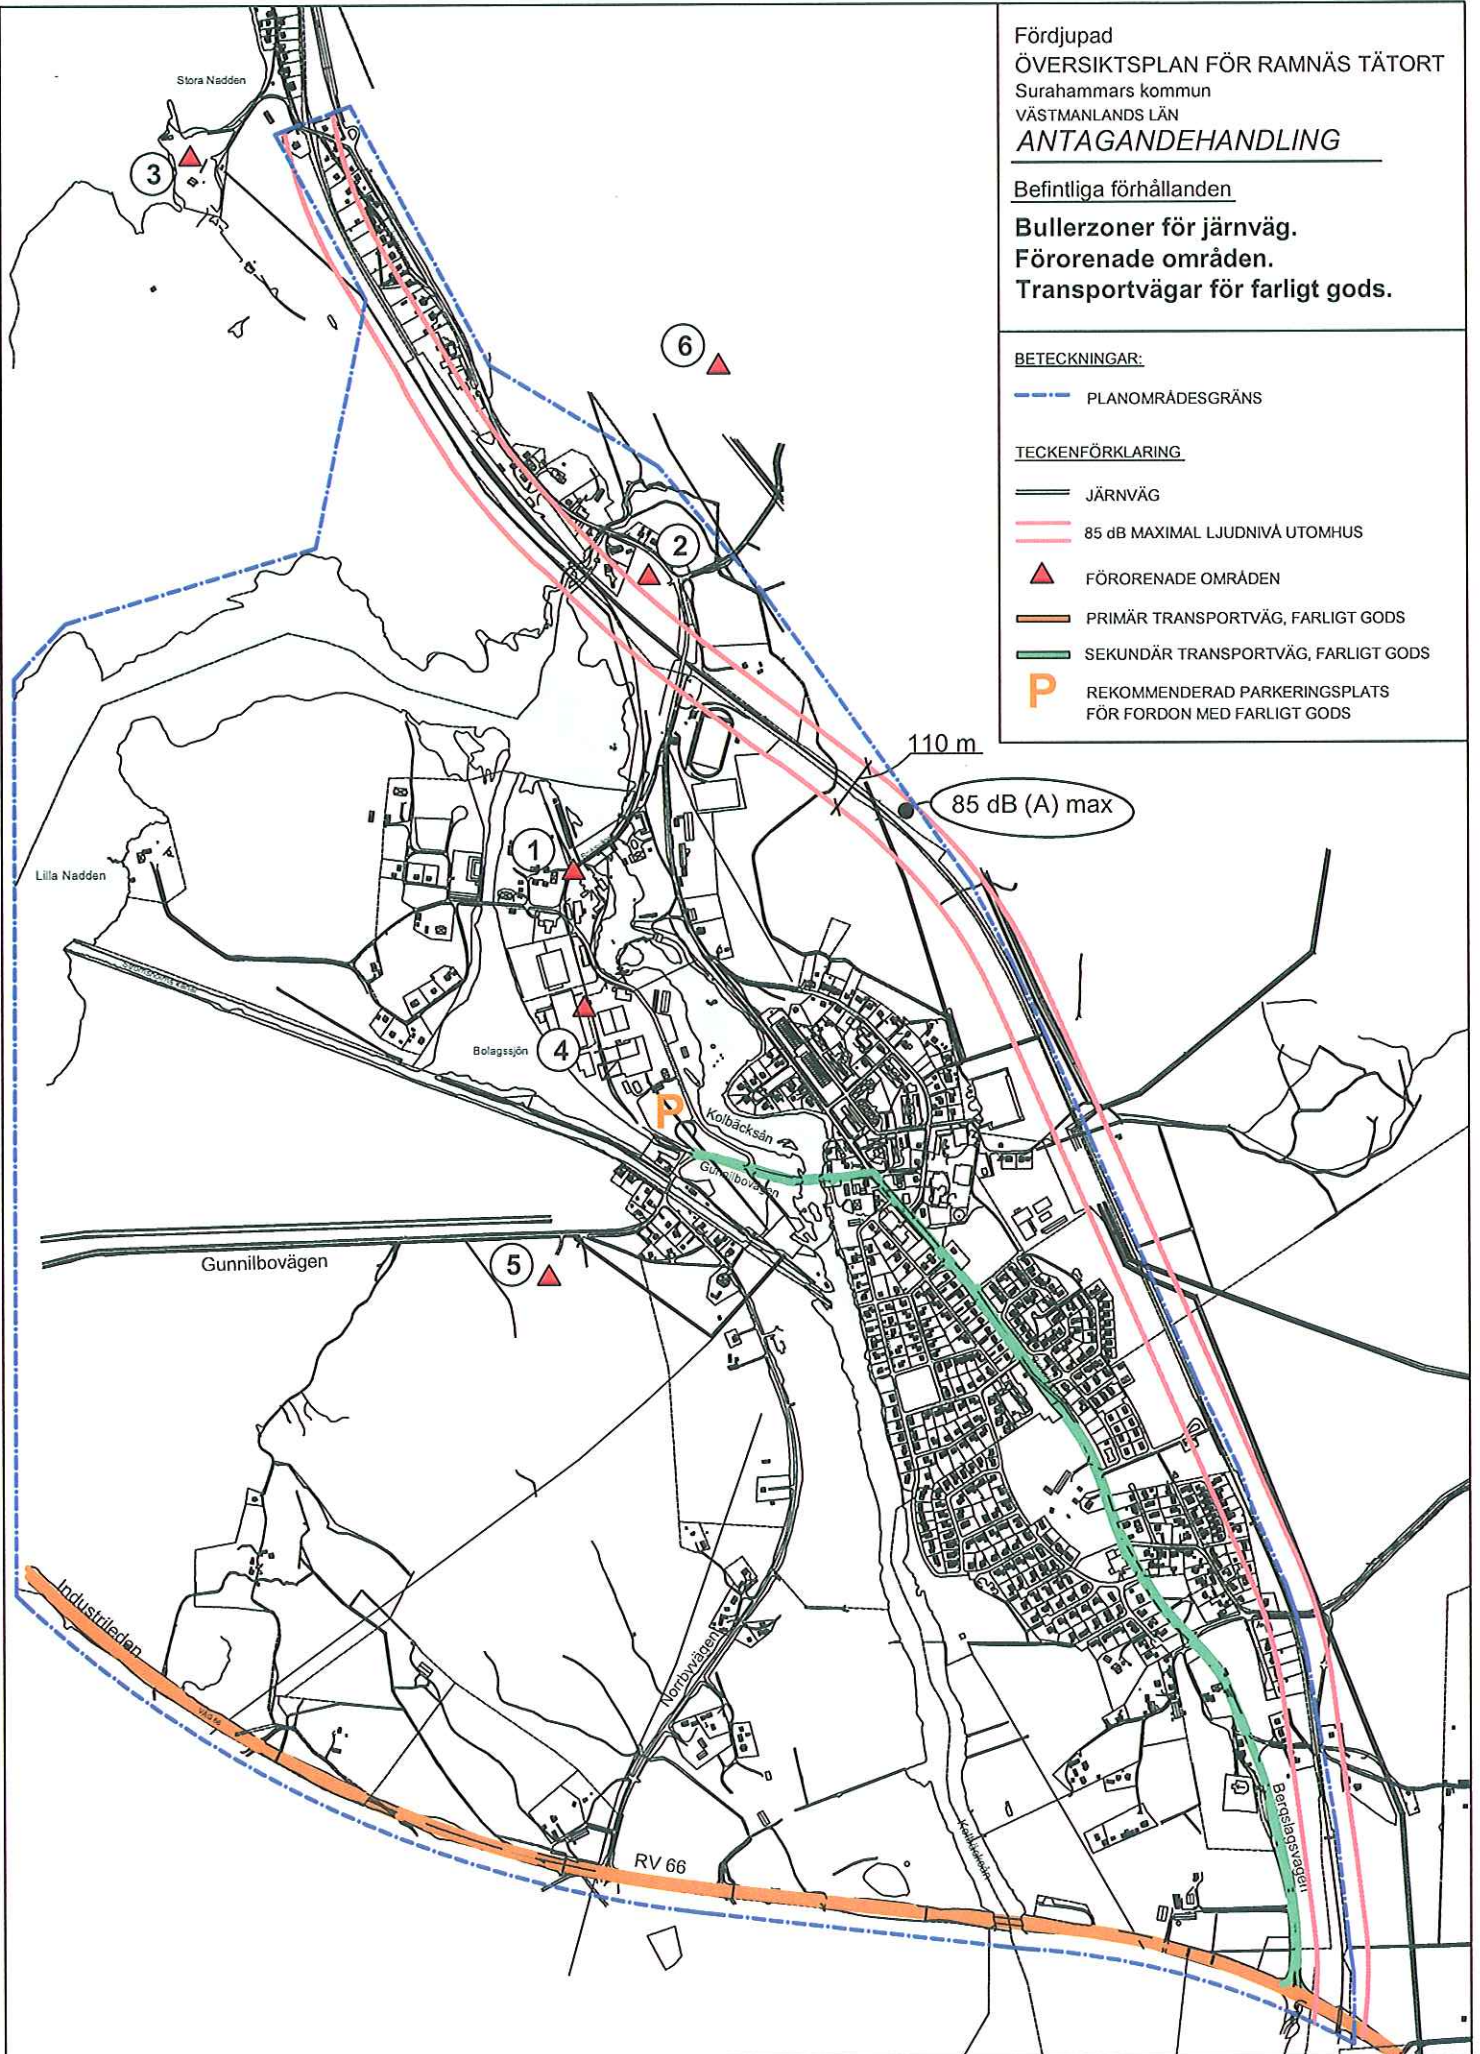 Fördjupad
ÖVERSIKTSPLAN FÖR RAMNÄS TÄTORT
Surahammars kommun
VÄSTMANLANDS LÄN
ANTAGANDEHANDLING
Befintliga förhållanden
Bullerzoner för järnväg.
Förorenade områden.
Transportvägar för farligt gods.
BETECKNINGAR:
PLANOMRÅDESGRÄNS
TECKENFÖRKLARING
JÄRNVÄG
85 dB MAXIMAL LJUDNIVÅ UTOMHUS
FÖRORENADE OMRÅDEN
PRIMÄR TRANSPORTVÄG, FARLIGT GODS
SEKUNDÄR TRANSPORTVÄG, FARLIGT GODS
P
REKOMMENDERAD PARKERINGSPLATS
FÖR FORDON MED FARLIGT GODS
Stora Nadden
3
6
2
110 m
85 dB (A) max
1
Lilla Nadden
Bolagssjön
4
P
Kolbäcksån
Gunnilbovägen
Gunnilbovägen
5
Industrileden
VÄG 66
Norrbyvägen
RV 66
Kolbäcksån
Bergslagsvägen